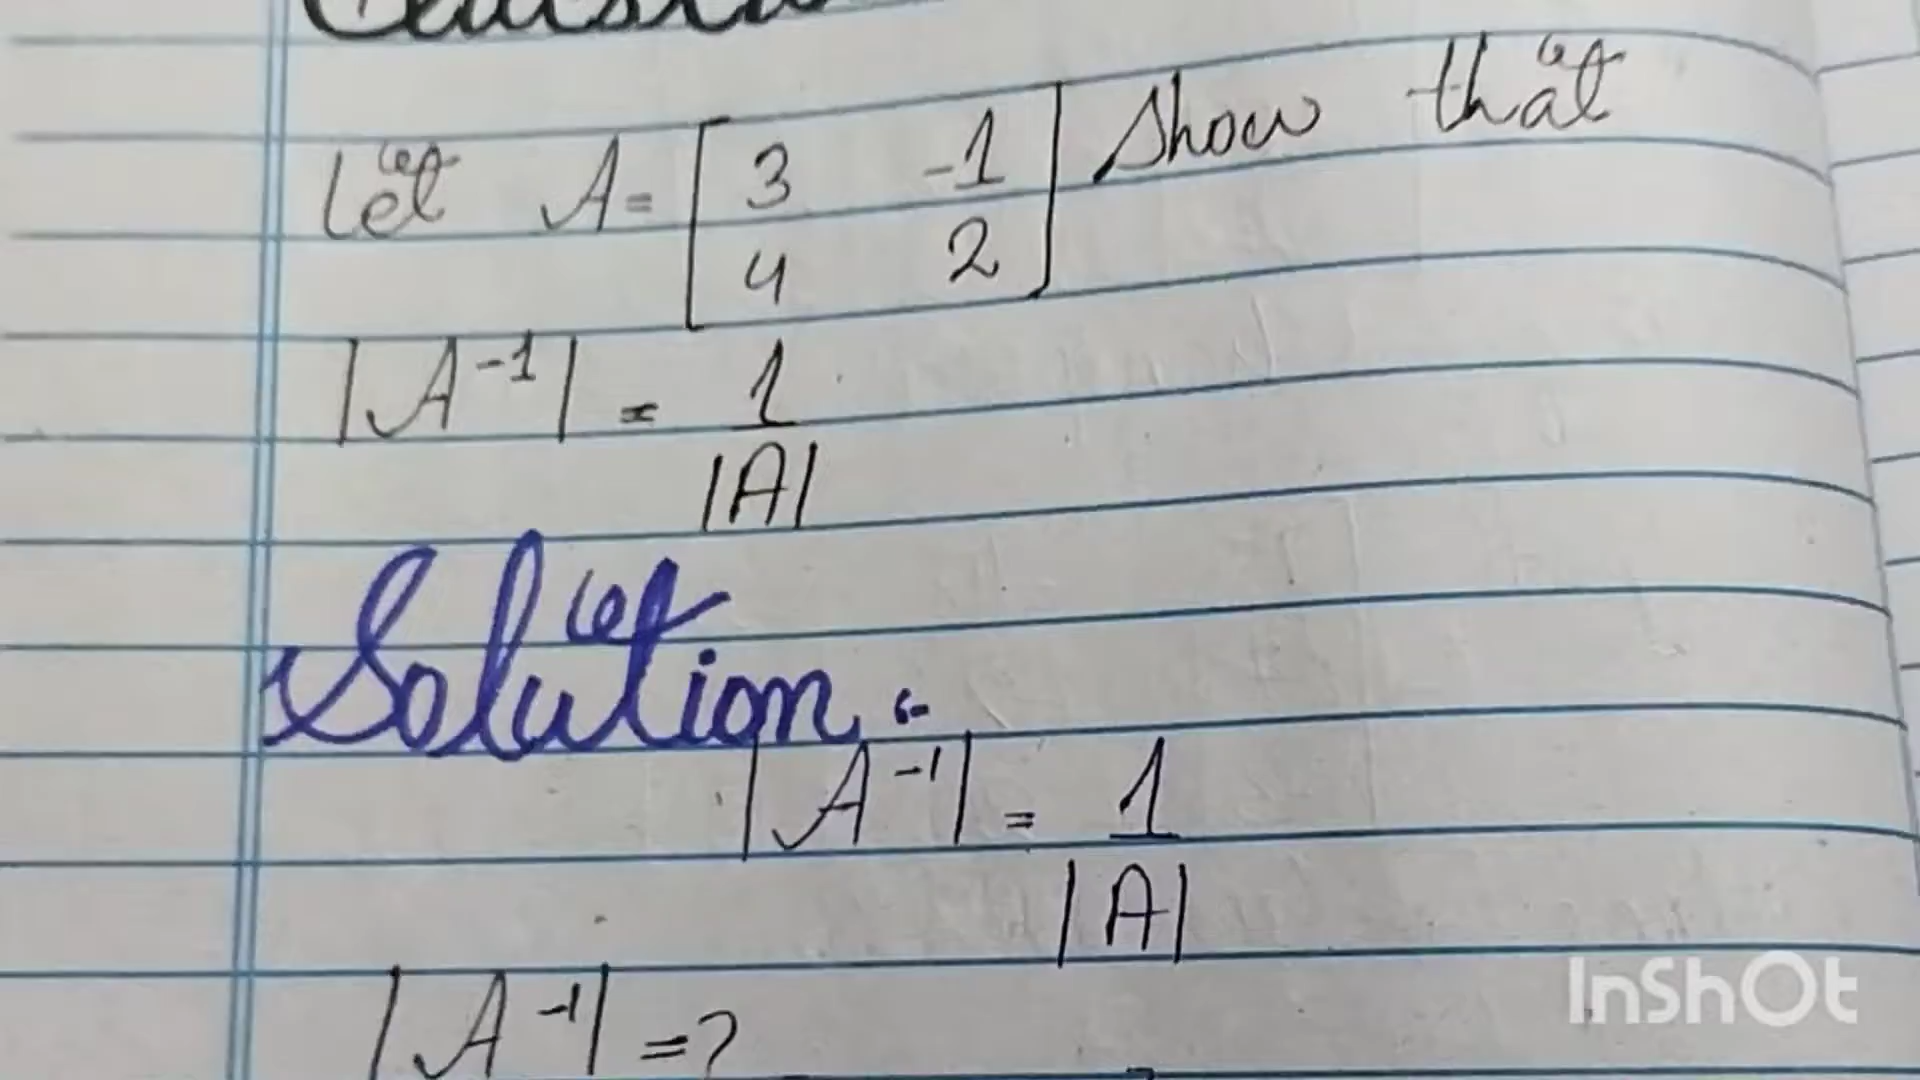 Let A = [ 3 -1 ] Show that
4 2
|A⁻¹| = 1
|A|
Solution :-
|A⁻¹| = 1
|A|
|A⁻¹| = ?
InShOt